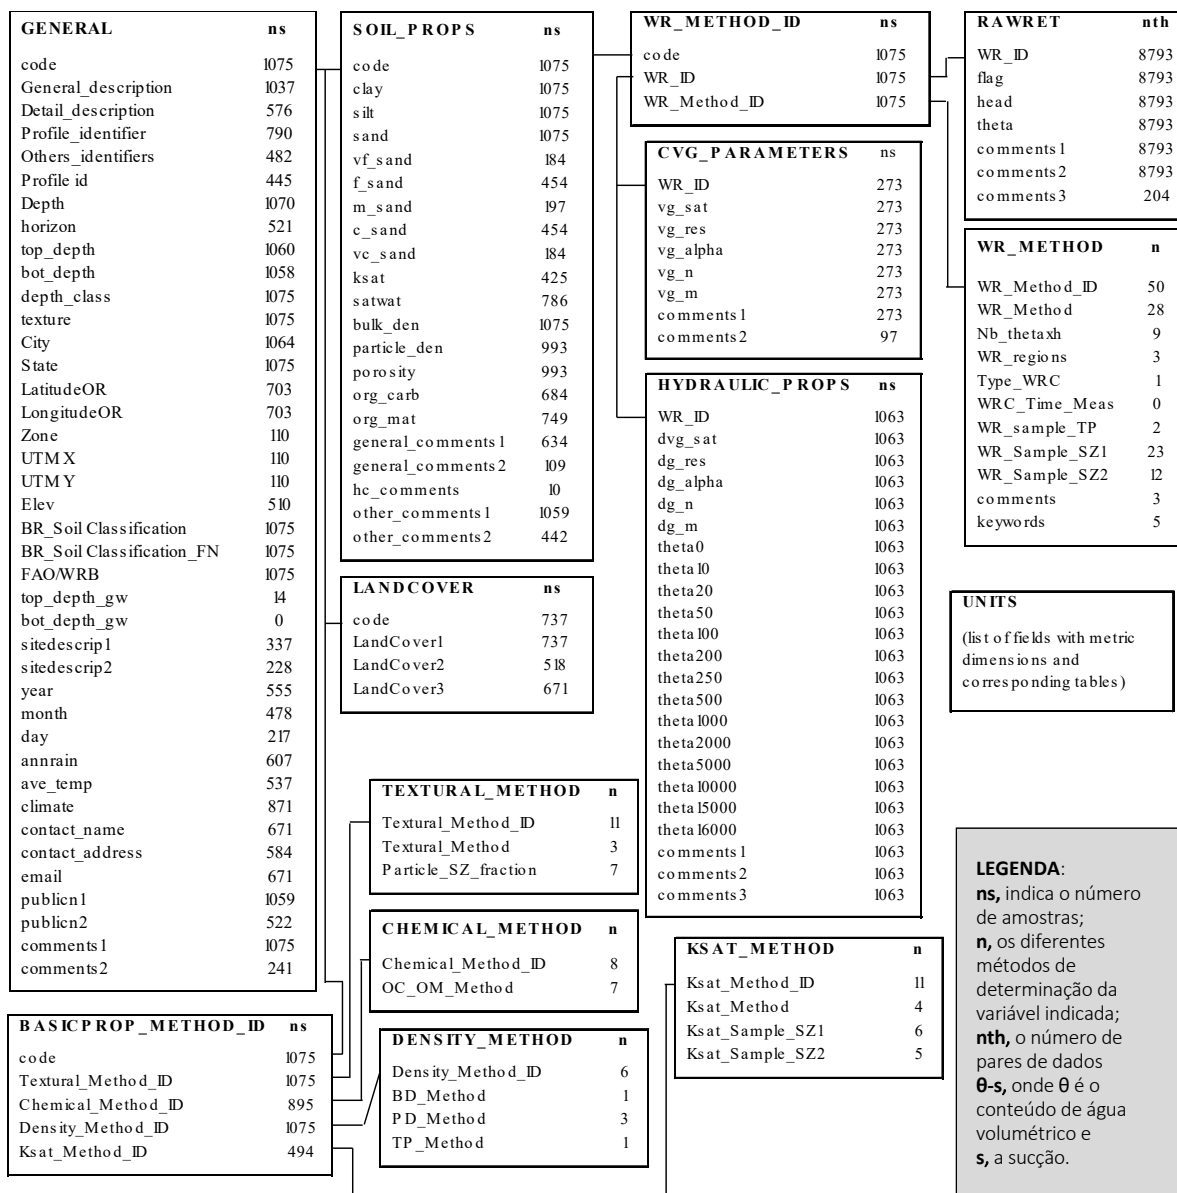 GENERAL ns
code 1075
General_description 1037
Detail_description 576
Profile_identifier 790
Others_identifiers 482
Profile id 445
Depth 1070
horizon 521
top_depth 1060
bot_depth 1058
depth_class 1075
texture 1075
City 1064
State 1075
LatitudeOR 703
LongitudeOR 703
Zone 110
UTM X 110
UTM Y 110
Elev 510
BR_Soil Classification 1075
BR_Soil Classification_FN 1075
FAO/WRB 1075
top_depth_gw 14
bot_depth_gw 0
sitedescrip1 337
sitedescrip2 228
year 555
month 478
day 217
annrain 607
ave_temp 537
climate 871
contact_name 671
contact_address 584
email 671
publicn1 1059
publicn2 522
comments1 1075
comments2 241
BASICPROP_METHOD_ID ns
code 1075
Textural_Method_ID 1075
Chemical_Method_ID 895
Density_Method_ID 1075
Ksat_Method_ID 494
SOIL_PROPS ns
code 1075
clay 1075
silt 1075
sand 1075
vf_sand 184
f_sand 454
m_sand 197
c_sand 454
vc_sand 184
ksat 425
satwat 786
bulk_den 1075
particle_den 993
porosity 993
org_carb 684
org_mat 749
general_comments1 634
general_comments2 109
hc_comments 10
other_comments1 1059
other_comments2 442
LANDCOVER ns
code 737
LandCover1 737
LandCover2 518
LandCover3 671
TEXTURAL_METHOD n
Textural_Method_ID 11
Textural_Method 3
Particle_SZ_fraction 7
CHEMICAL_METHOD n
Chemical_Method_ID 8
OC_OM_Method 7
DENSITY_METHOD n
Density_Method_ID 6
BD_Method 1
PD_Method 3
TP_Method 1
WR_METHOD_ID ns
code 1075
WR_ID 1075
WR_Method_ID 1075
CVG_PARAMETERS ns
WR_ID 273
vg_sat 273
vg_res 273
vg_alpha 273
vg_n 273
vg_m 273
comments1 273
comments2 97
HYDRAULIC_PROPS ns
WR_ID 1063
dvg_sat 1063
dg_res 1063
dg_alpha 1063
dg_n 1063
dg_m 1063
theta0 1063
theta10 1063
theta20 1063
theta50 1063
theta100 1063
theta200 1063
theta250 1063
theta500 1063
theta1000 1063
theta2000 1063
theta5000 1063
theta10000 1063
theta15000 1063
theta16000 1063
comments1 1063
comments2 1063
comments3 1063
KSAT_METHOD n
Ksat_Method_ID 11
Ksat_Method 4
Ksat_Sample_SZ1 6
Ksat_Sample_SZ2 5
RAWRET nth
WR_ID 8793
flag 8793
head 8793
theta 8793
comments1 8793
comments2 8793
comments3 204
WR_METHOD n
WR_Method_ID 50
WR_Method 28
Nb_thetaxh 9
WR_regions 3
Type_WRC 1
WRC_Time_Meas 0
WR_sample_TP 2
WR_Sample_SZ1 23
WR_Sample_SZ2 12
comments 3
keywords 5
UNITS
(list of fields with metric
dimensions and
corresponding tables)
LEGENDA:
ns, indica o número
de amostras;
n, os diferentes
métodos de
determinação da
variável indicada;
nth, o número de
pares de dados
θ-s, onde θ é o
conteúdo de água
volumétrico e
s, a sucção.